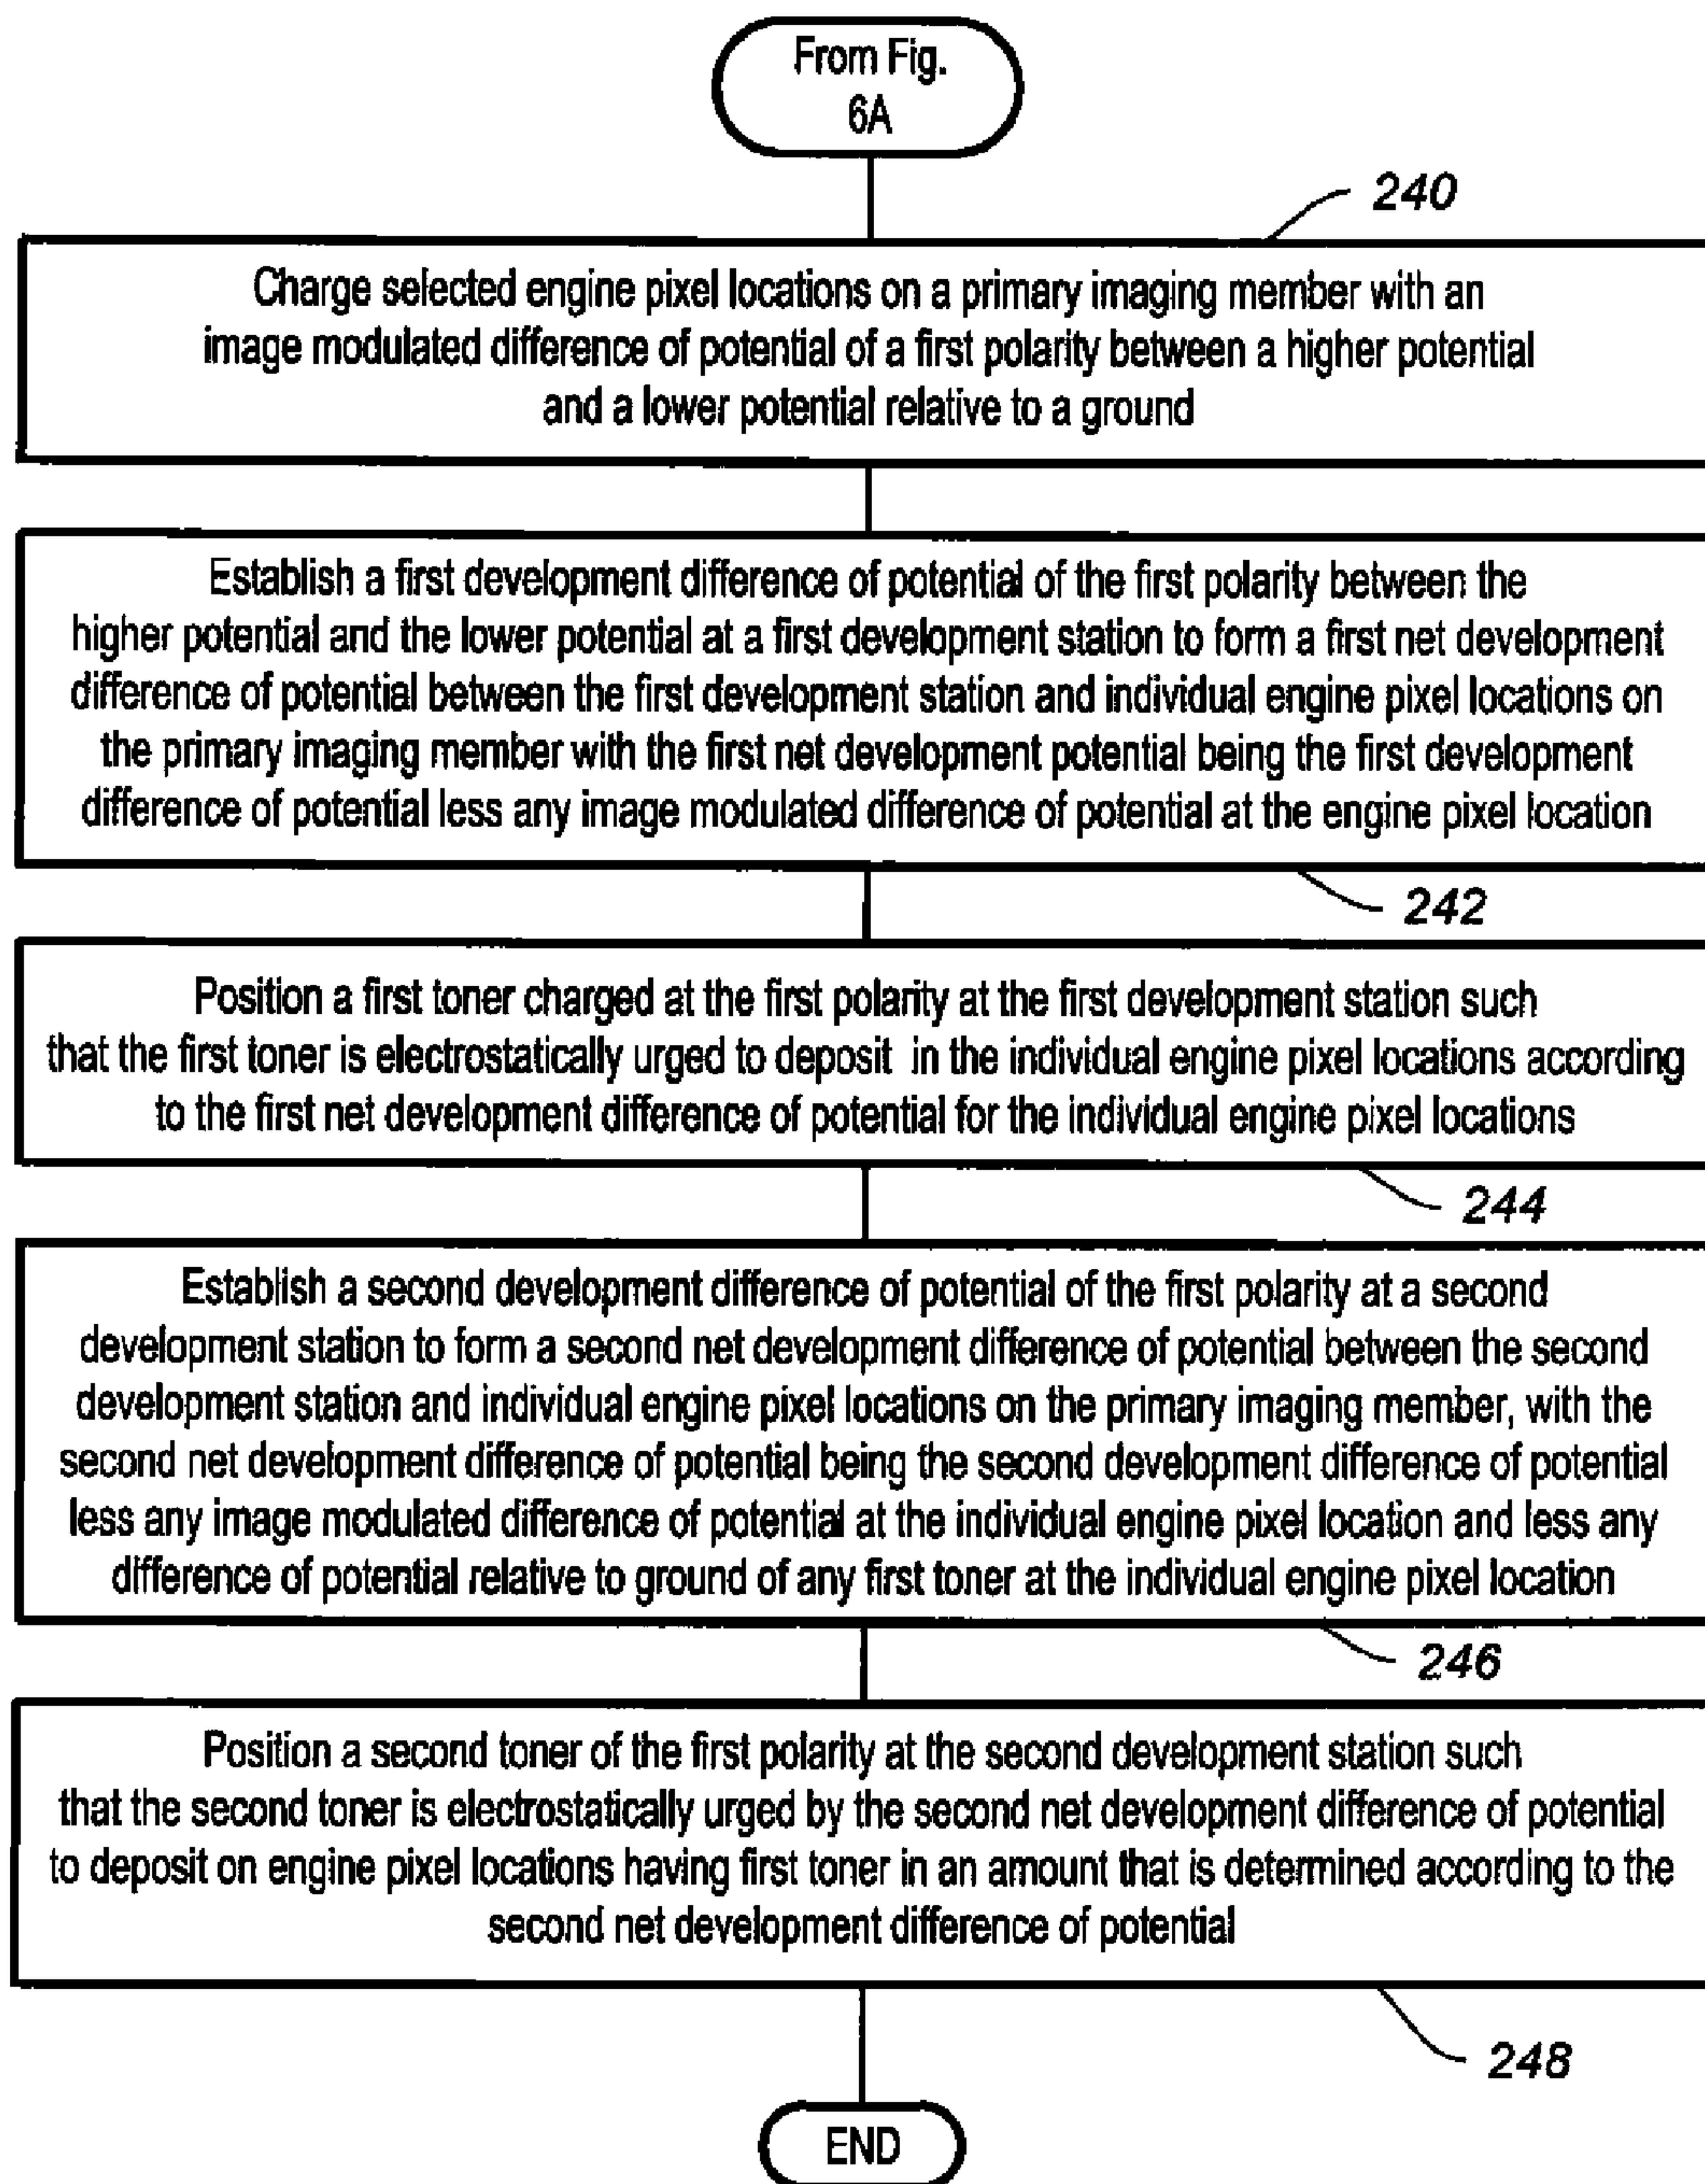 From Fig.
6A
240
Charge selected engine pixel locations on a primary imaging member with an
image modulated difference of potential of a first polarity between a higher potential
and a lower potential relative to a ground
Establish a first development difference of potential of the first polarity between the
higher potential and the lower potential at a first development station to form a first net development
difference of potential between the first development station and individual engine pixel locations on
the primary imaging member with the first net development potential being the first development
difference of potential less any image modulated difference of potential at the engine pixel location
242
Position a first toner charged at the first polarity at the first development station such
that the first toner is electrostatically urged to deposit in the individual engine pixel locations according
to the first net development difference of potential for the individual engine pixel locations
244
Establish a second development difference of potential of the first polarity at a second
development station to form a second net development difference of potential between the second
development station and individual engine pixel locations on the primary imaging member, with the
second net development difference of potential being the second development difference of potential
less any image modulated difference of potential at the individual engine pixel location and less any
difference of potential relative to ground of any first toner at the individual engine pixel location
246
Position a second toner of the first polarity at the second development station such
that the second toner is electrostatically urged by the second net development difference of potential
to deposit on engine pixel locations having first toner in an amount that is determined according to the
second net development difference of potential
248
END